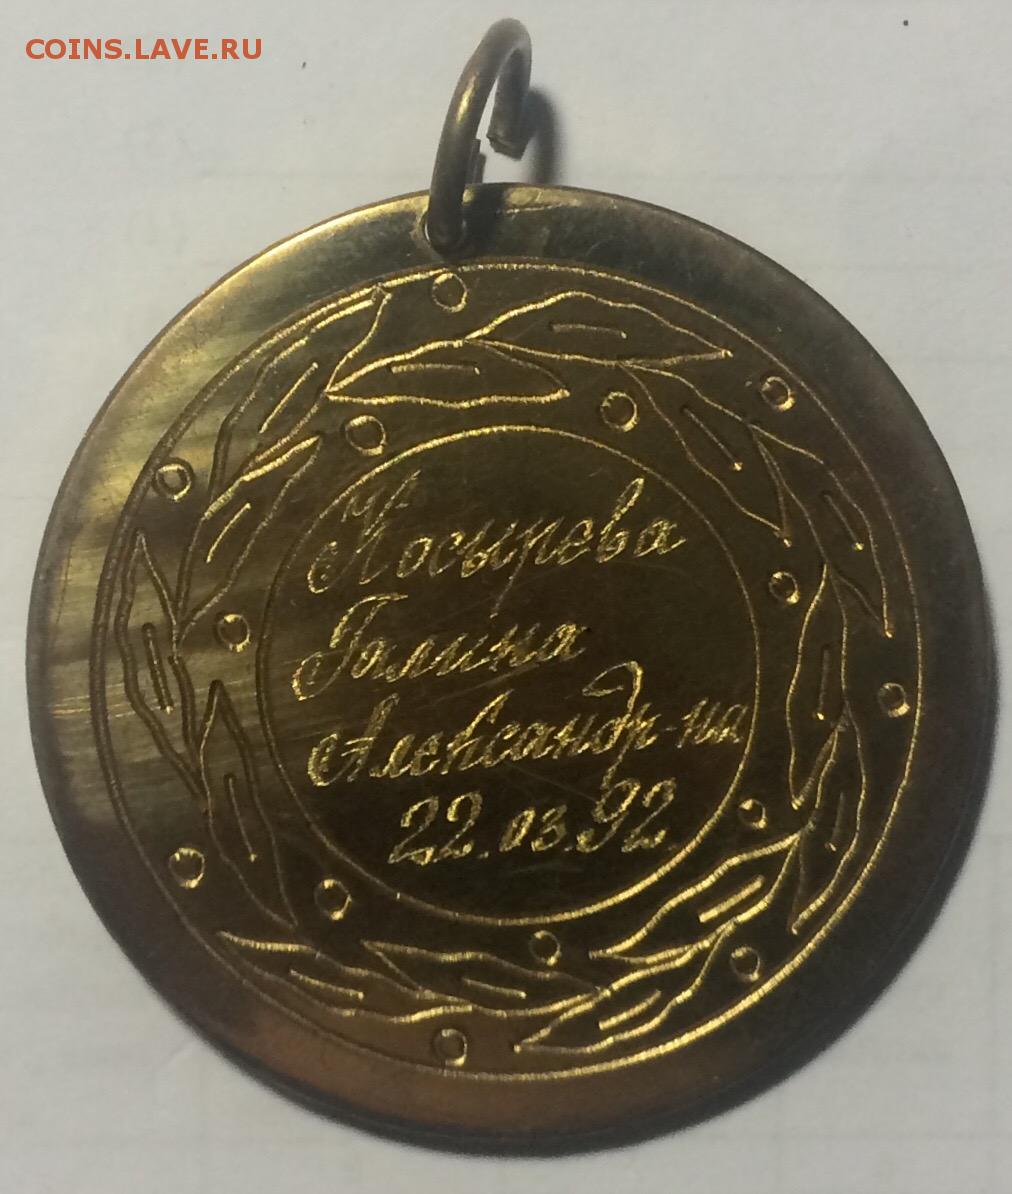 COINS.LAVE.RU
Косырева
Галина
Александр-на
22.03.92.